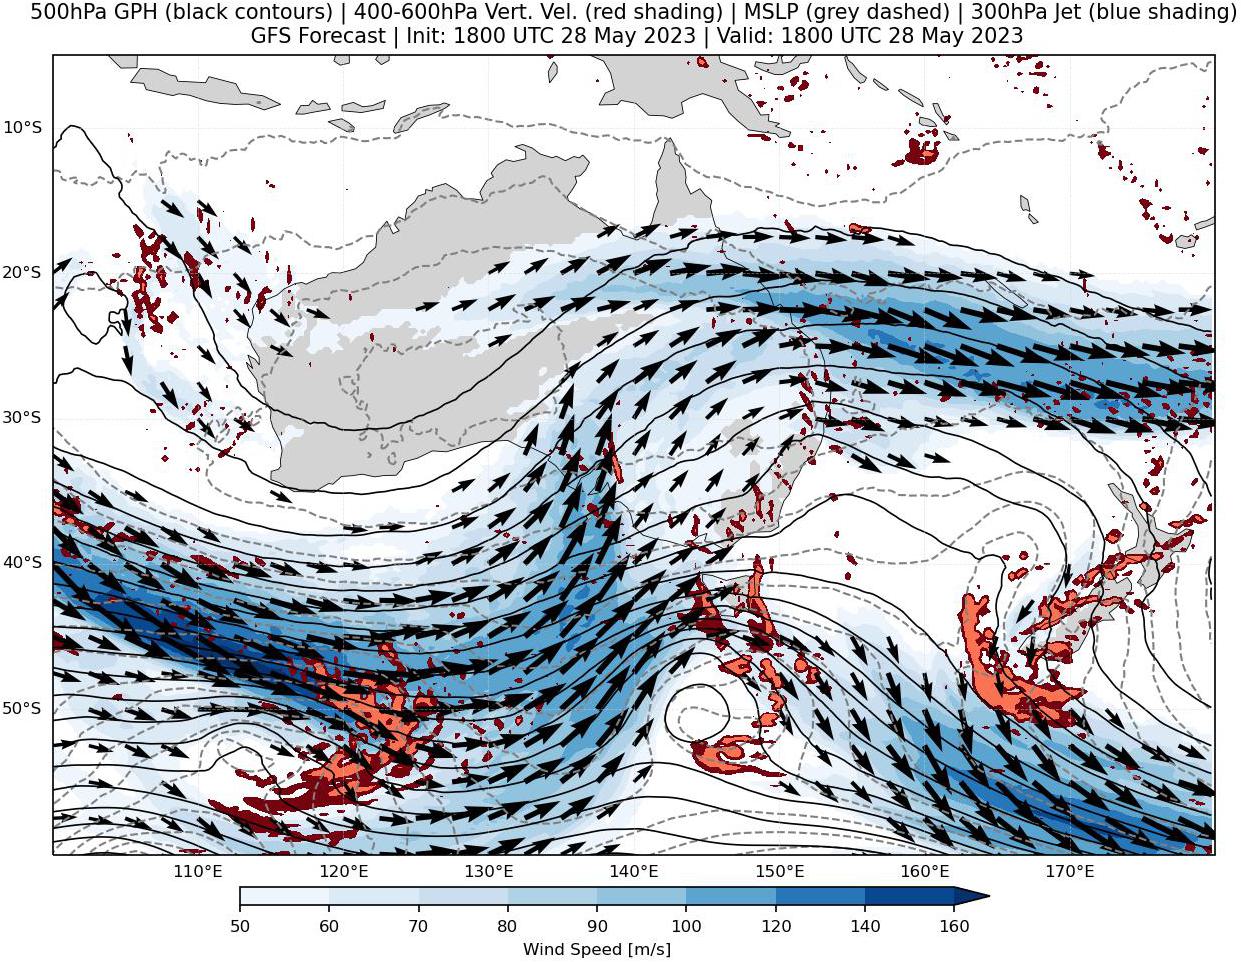 500hPa GPH (black contours) | 400-600hPa Vert. Vel. (red shading) | MSLP (grey dashed) | 300hPa Jet (blue shading)
GFS Forecast | Init: 1800 UTC 28 May 2023 | Valid: 1800 UTC 28 May 2023
10°S
20°S
30°S
40°S
50°S
110°E 120°E 130°E 140°E 150°E 160°E 170°E
50 60 70 80 90 100 120 140 160
Wind Speed [m/s]